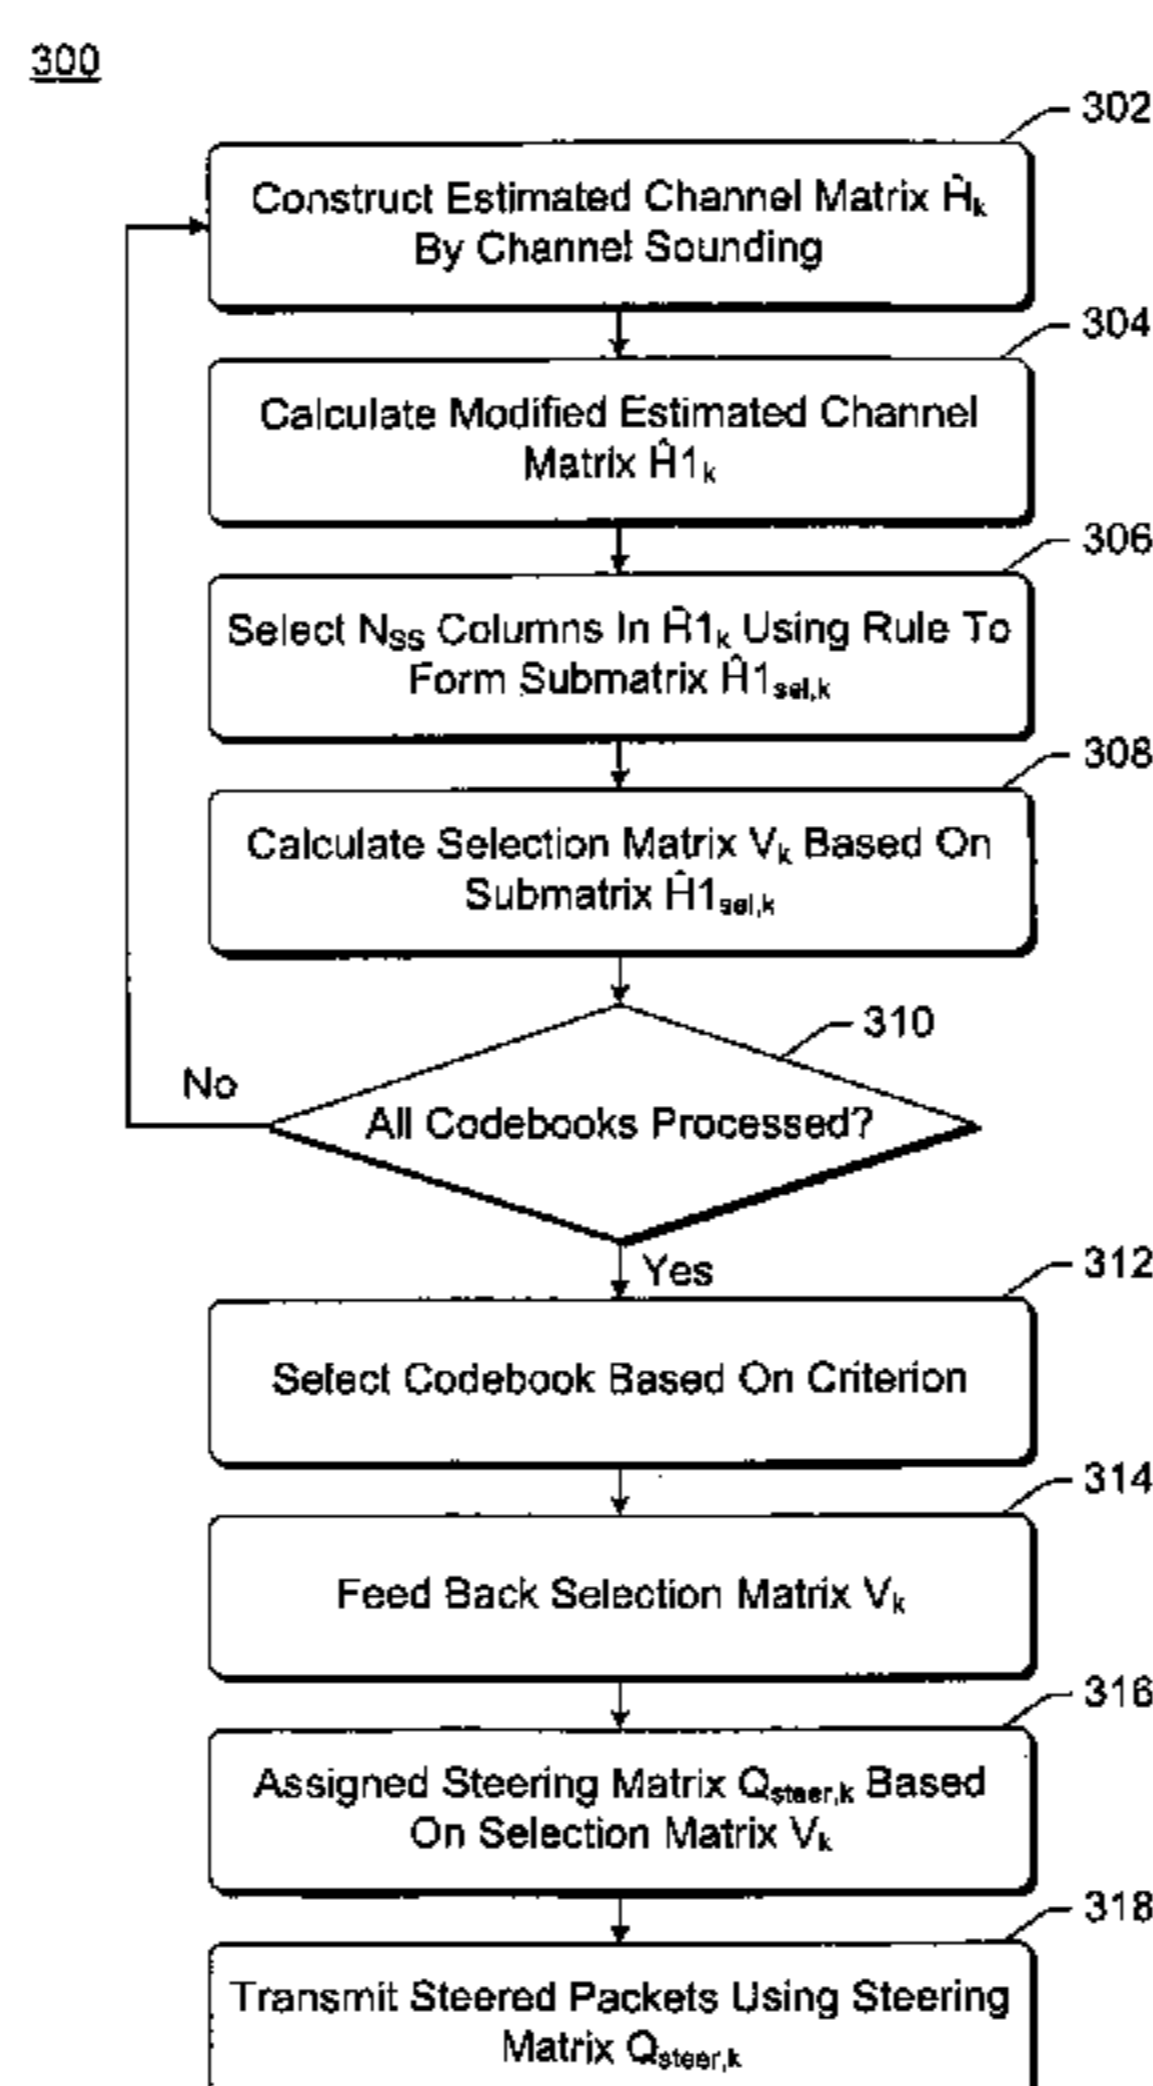 300
302
Construct Estimated Channel Matrix Ĥk
By Channel Sounding
304
Calculate Modified Estimated Channel
Matrix Ĥ1k
306
Select NSS Columns In Ĥ1k Using Rule To
Form Submatrix Ĥ1sel,k
308
Calculate Selection Matrix Vk Based On
Submatrix Ĥ1sel,k
310
No
All Codebooks Processed?
Yes
312
Select Codebook Based On Criterion
314
Feed Back Selection Matrix Vk
316
Assigned Steering Matrix Qsteer,k Based
On Selection Matrix Vk
318
Transmit Steered Packets Using Steering
Matrix Qsteer,k